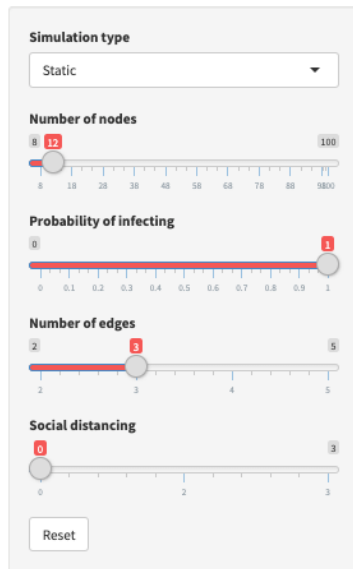 Simulation type
Static
Number of nodes
8 12 100
8 18 28 38 48 58 68 78 88 98100
Probability of infecting
0 1
0 0.1 0.2 0.3 0.4 0.5 0.6 0.7 0.8 0.9 1
Number of edges
2 3 5
2 3 4 5
Social distancing
0 3
0 2 3
Reset